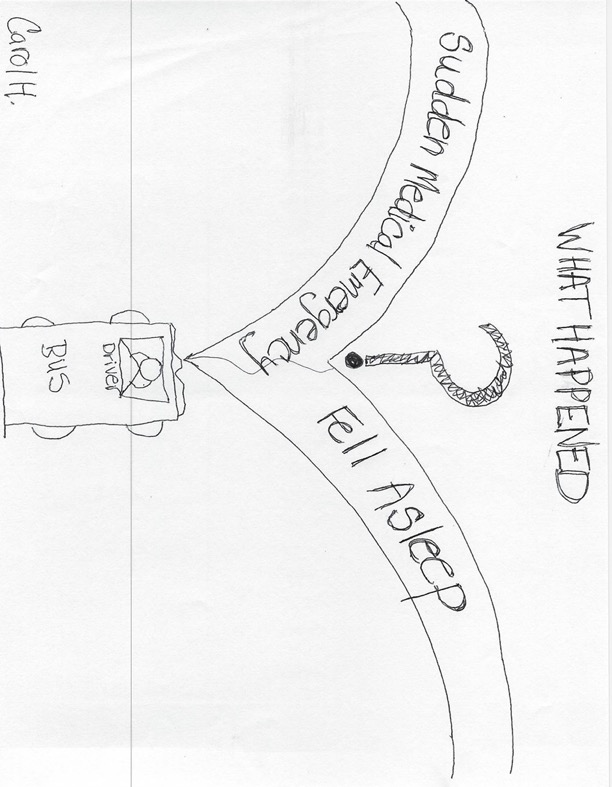 Carol H.
WHAT HAPPENED
?
Sudden Medical Emergency
Fell Asleep
Driver
BUS